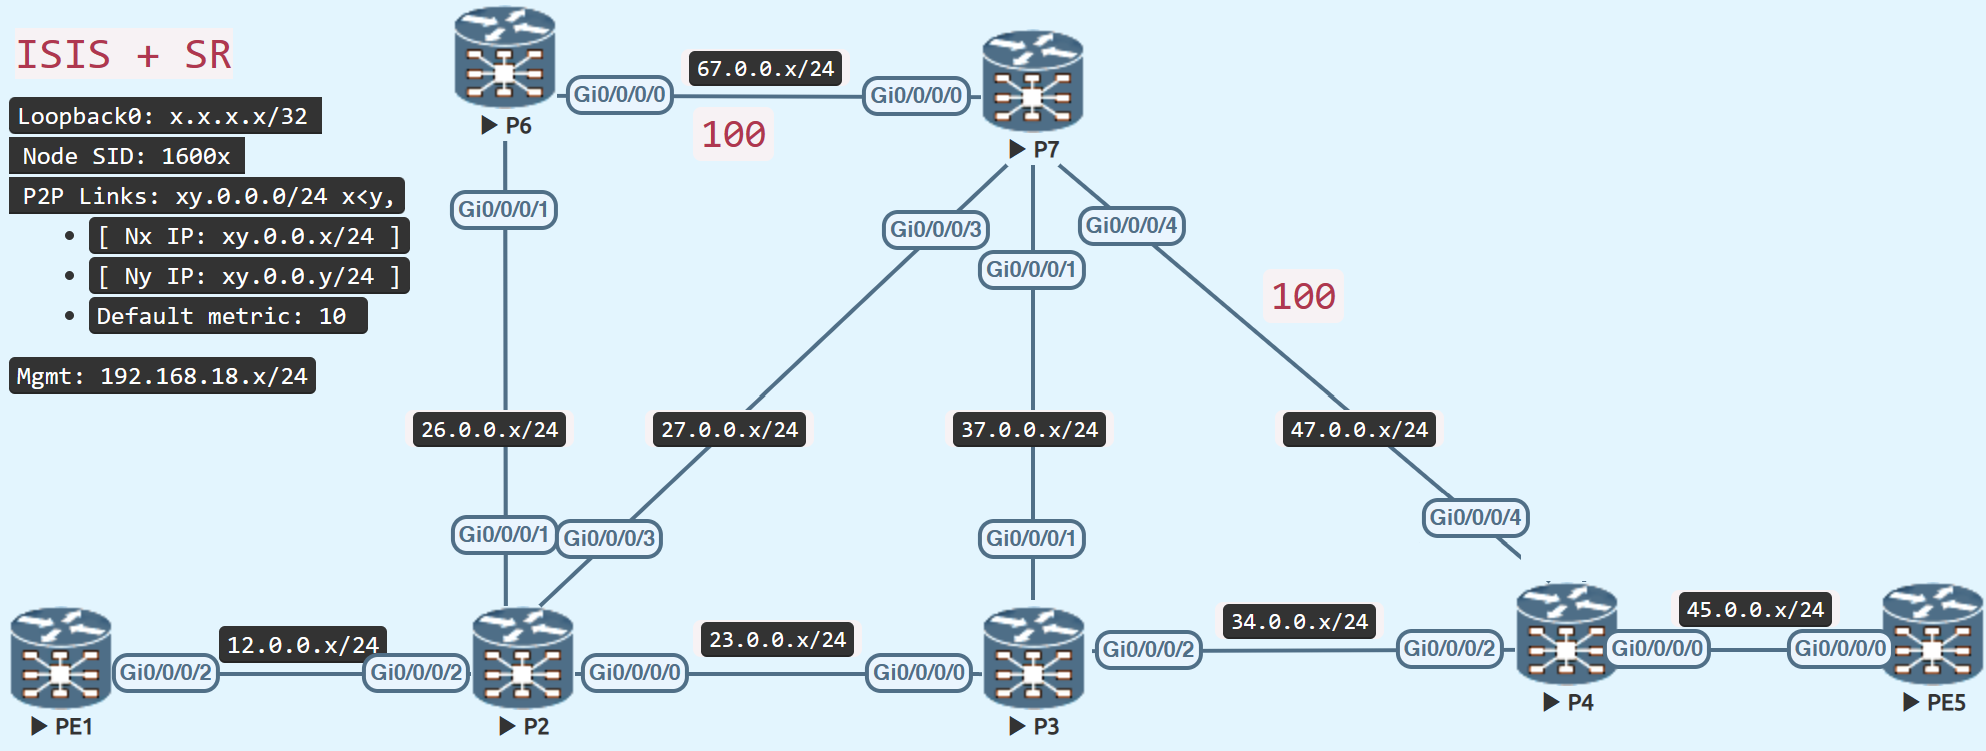 ISIS + SR
Loopback0: x.x.x.x/32
Node SID: 1600x
P2P Links: xy.0.0.0/24 x<y,
• [ Nx IP: xy.0.0.x/24 ]
• [ Ny IP: xy.0.0.y/24 ]
• Default metric: 10
Mgmt: 192.168.18.x/24
Gi0/0/0/0
67.0.0.x/24
Gi0/0/0/0
P6
100
P7
Gi0/0/0/1
Gi0/0/0/3
Gi0/0/0/4
Gi0/0/0/1
100
26.0.0.x/24
27.0.0.x/24
37.0.0.x/24
47.0.0.x/24
Gi0/0/0/4
Gi0/0/0/1
Gi0/0/0/3
Gi0/0/0/1
12.0.0.x/24
23.0.0.x/24
34.0.0.x/24
45.0.0.x/24
Gi0/0/0/2
Gi0/0/0/2
Gi0/0/0/0
Gi0/0/0/0
Gi0/0/0/2
Gi0/0/0/2
Gi0/0/0/0
Gi0/0/0/0
PE1
P2
P3
P4
PE5